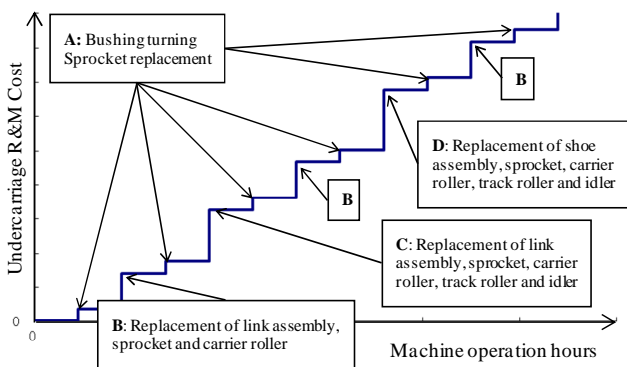 Undercarriage R &M Cost
A: Bushing turning
Sprocket replacement
B
B
D: Replacement of shoe
assembly, sprocket, carrier
roller, track roller and idler
C: Replacement of link
assembly, sprocket, carrier
roller, track roller and idler
B: Replacement of link assembly,
sprocket and carrier roller
0
0
Machine operation hours